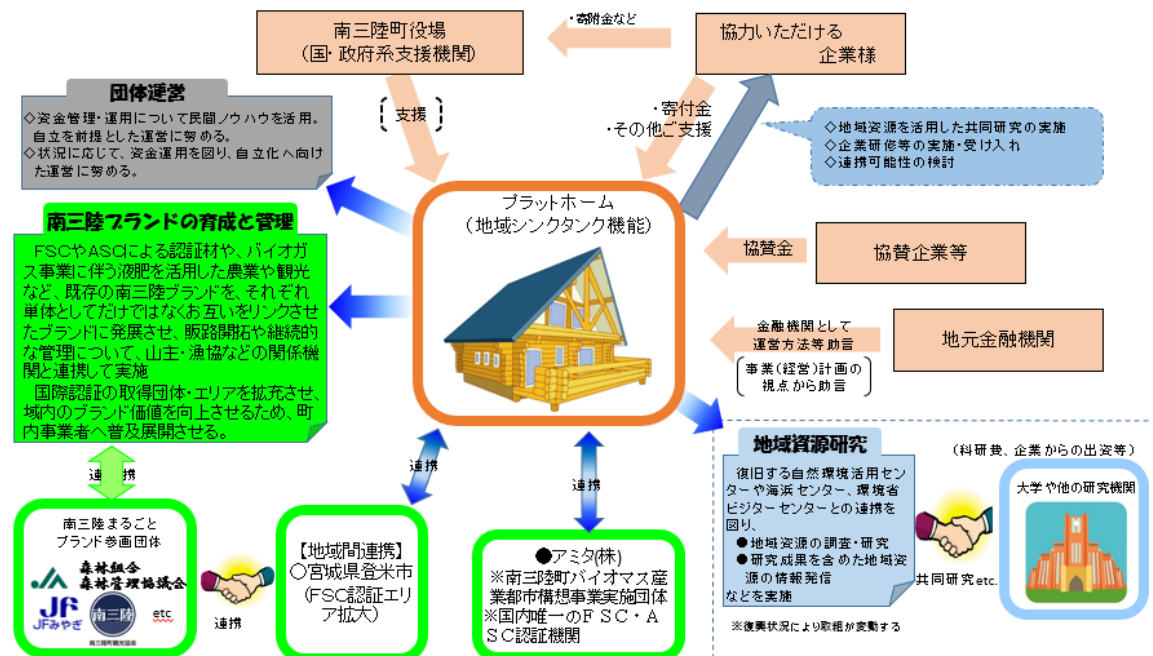 南三陸町役場
(国・政府系支援機関)
・寄附金など
協力いただける
企業様
支援
・寄付金
・その他ご支援
◇地域資源を活用した共同研究の実施
◇企業研修等の実施・受け入れ
◇連携可能性の検討
団体運営
◇資金管理・運用について民間ノウハウを活用。
自立を前提とした運営に努める。
◇状況に応じて、資金運用を図り、自立化へ向け
た運営に努める。
プラットホーム
(地域シンクタンク機能)
協賛金
協賛企業等
金融機関として
運営方法等助言
事業(経営)計画の
視点から助言
地元金融機関
南三陸ブランドの育成と管理
FSCやASCによる認証材や、バイオガ
ス事業に伴う液肥を活用した農業や観光
など、既存の南三陸ブランドを、それぞれ
単体としてだけではなくお互いをリンクさせ
たブランドに発展させ、販路開拓や継続的
な管理について、山主・漁協などの関係機
関と連携して実施
国際認証の取得団体・エリアを拡充させ、
域内のブランド価値を向上させるため、町
内事業者へ普及展開させる。
連携
連携
連携
地域資源研究
復旧する自然環境活用セン
ターや海浜センター、環境省
ビジターセンターとの連携を
図り、
●地域資源の調査・研究
●研究成果を含めた地域資
源の情報発信
などを実施
※復興状況により取組が変動する
(科研費、企業からの出資等)
大学や他の研究機関
共同研究etc.
南三陸まるごと
ブランド参画団体
JA
森林組合
森林管理協議会
JF
JFみやぎ
南三陸
南三陸町観光協会
etc
連携
【地域間連携】
○宮城県登米市
(FSC認証エリ
ア拡大)
●アミタ(株)
※南三陸町バイオマス産
業都市構想事業実施団体
※国内唯一のFSC・A
SC認証機関